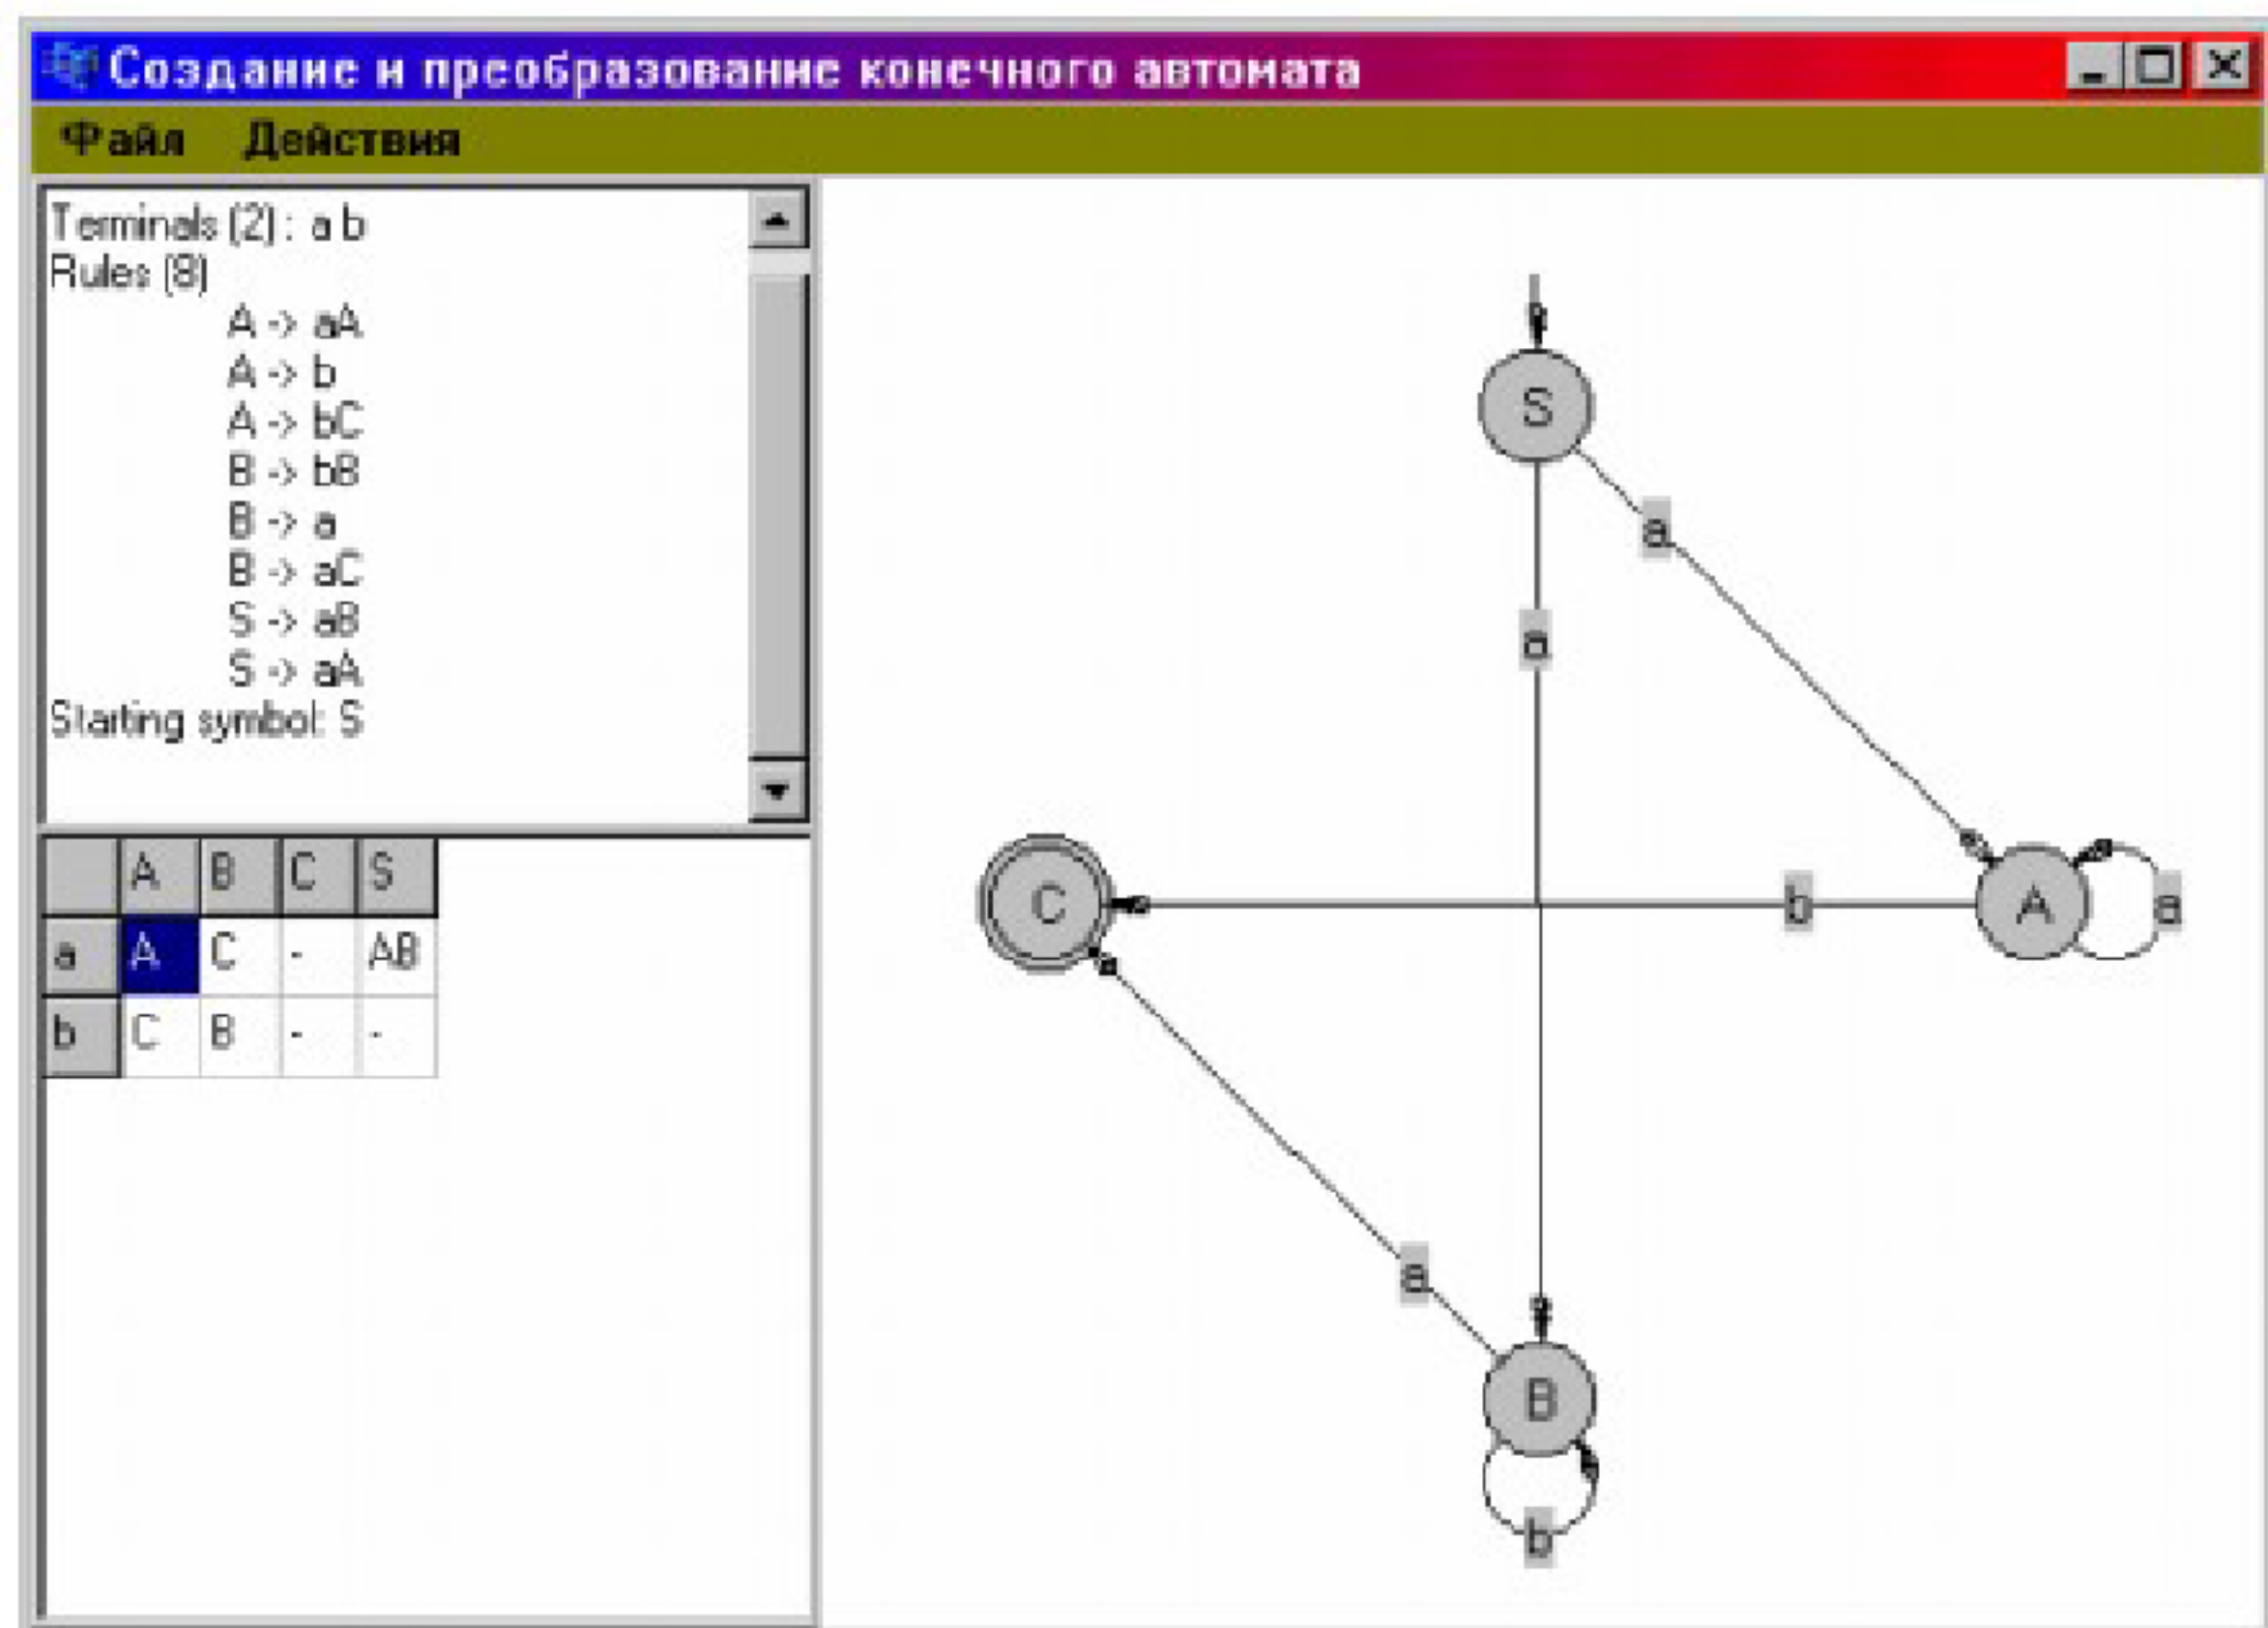 Создание и преобразование конечного автомата
Файл Действия
Terminals (2) : a b
Rules (8)
A -> aA
A -> b
A -> bC
B -> bB
B -> a
B -> aC
S -> aB
S -> aA
Starting symbol: S
A B C S
a A C - AB
b C B - -
S
a
a
C
b
A
a
a
B
b